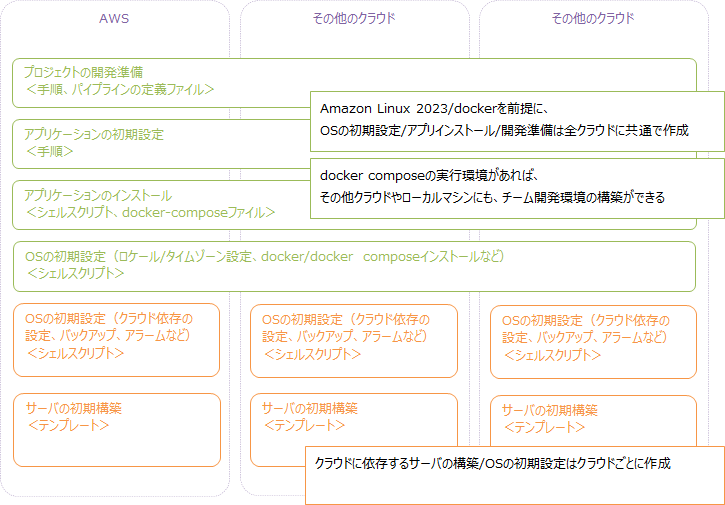 AWS
その他のクラウド
その他のクラウド
プロジェクトの開発準備
＜手順、パイプラインの定義ファイル＞
Amazon Linux 2023/dockerを前提に、
OSの初期設定/アプリインストール/開発準備は全クラウドに共通で作成
アプリケーションの初期設定
＜手順＞
docker composeの実行環境があれば、
その他クラウドやローカルマシンにも、チーム開発環境の構築ができる
アプリケーションのインストール
＜シェルスクリプト、docker-composeファイル＞
OSの初期設定（ロケール/タイムゾーン設定、docker/docker composeインストールなど）
＜シェルスクリプト＞
OSの初期設定（クラウド依存の
設定、バックアップ、アラームなど）
＜シェルスクリプト＞
OSの初期設定（クラウド依存の
設定、バックアップ、アラームなど）
＜シェルスクリプト＞
OSの初期設定（クラウド依存の
設定、バックアップ、アラームなど）
＜シェルスクリプト＞
サーバの初期構築
＜テンプレート＞
サーバの初期構築
＜テンプレート＞
サーバの初期構築
＜テンプレート＞
クラウドに依存するサーバの構築/OSの初期設定はクラウドごとに作成